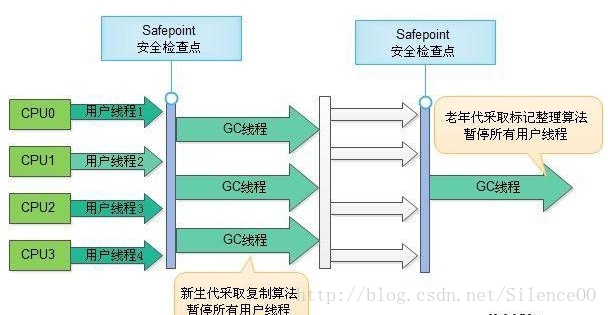 Safepoint
安全检查点
Safepoint
安全检查点
CPU0
用户线程1
CPU1
用户线程2
CPU2
用户线程3
CPU3
用户线程4
GC线程
GC线程
GC线程
老年代采取标记整理算法
暂停所有用户线程
GC线程
新生代采取复制算法
暂停所有用户线程
http://blog.csdn.net/Silence00